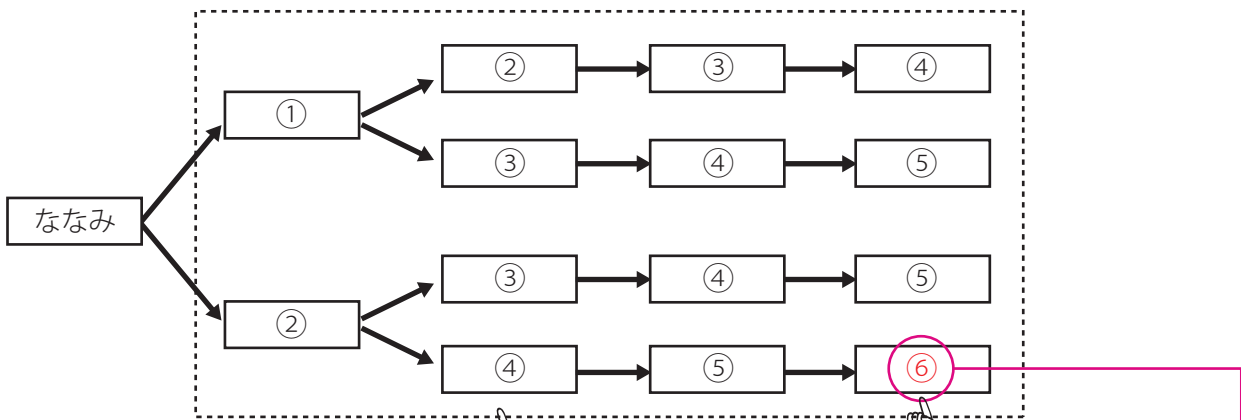 ② ③ ④
①
③ ④ ⑤
ななみ
③ ④ ⑤
②
④ ⑤ ⑥